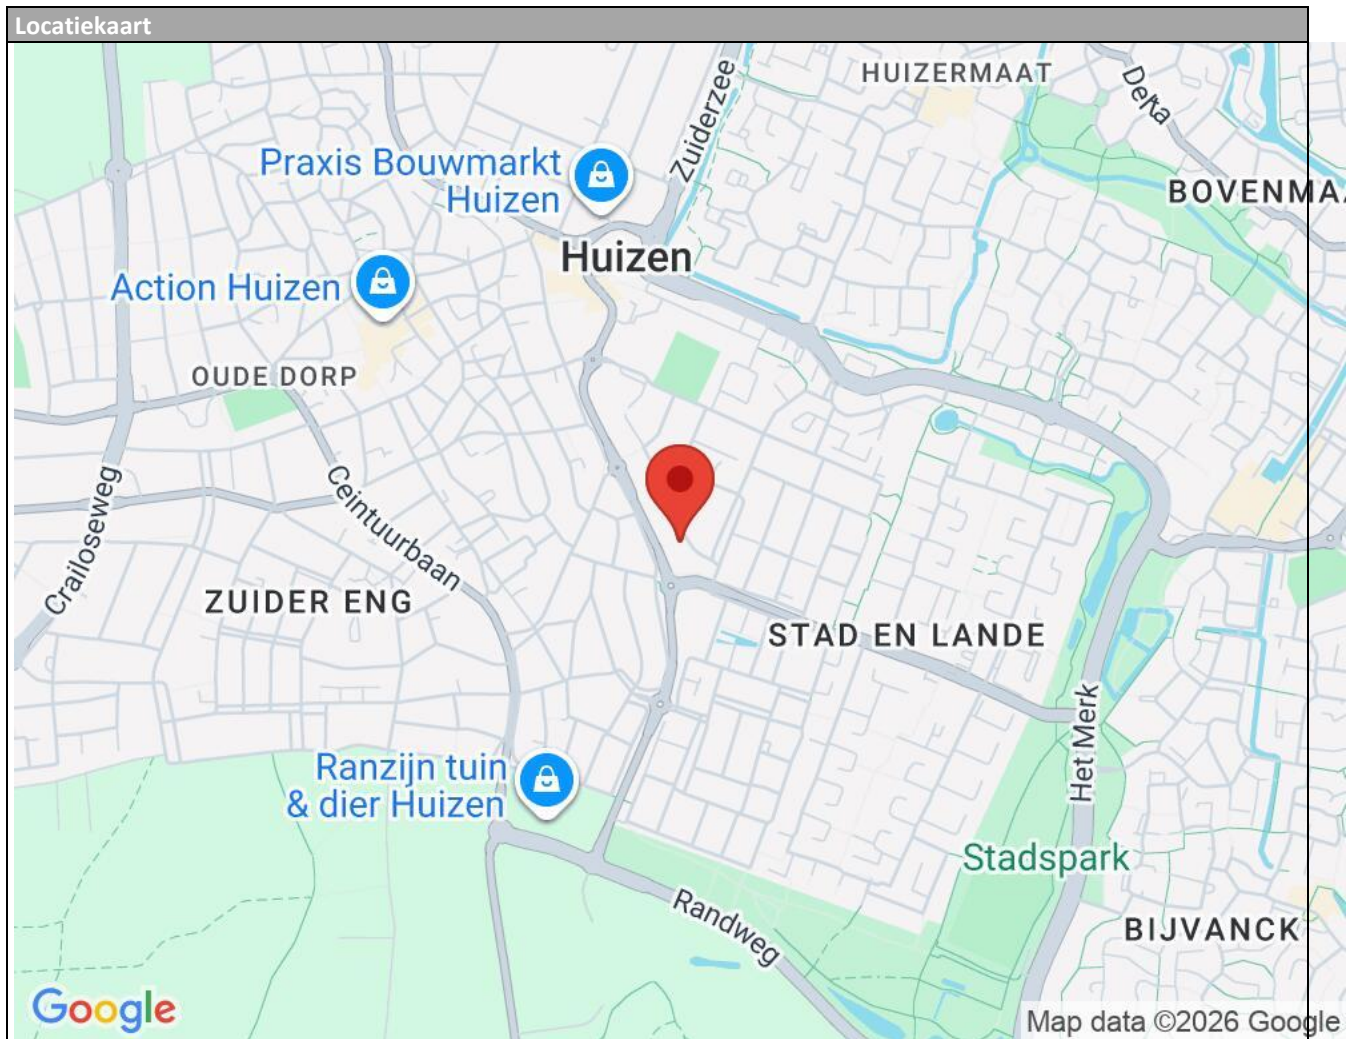 Locatiekaart
HUIZERMAAT
Delta
Zuiderzee
Praxis Bouwmarkt
Huizen
BOVENMA
Huizen
Action Huizen
OUDE DORP
Ceintuurbaan
Crailoseweg
ZUIDER ENG
STAD EN LANDE
Het Merk
Ranzijn tuin
& dier Huizen
Stadspark
Randweg
BIJVANCK
Google
Map data ©2026 Google